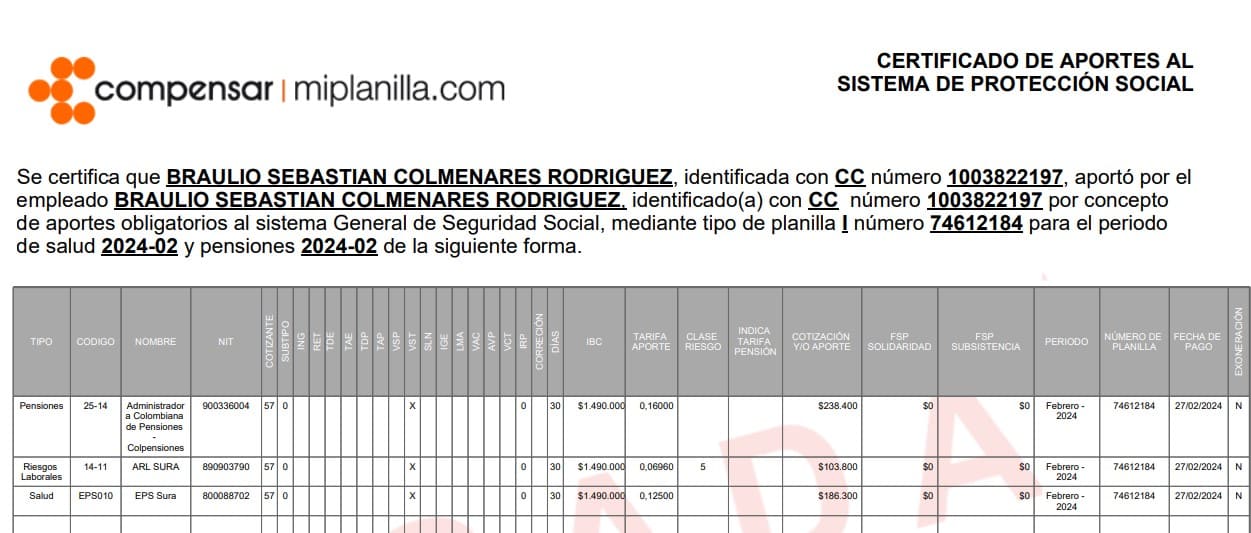 compensar | miplanilla.com
CERTIFICADO DE APORTES AL
SISTEMA DE PROTECCIÓN SOCIAL
Se certifica que BRAULIO SEBASTIAN COLMENARES RODRIGUEZ, identificada con CC número 1003822197, aportó por el
empleado BRAULIO SEBASTIAN COLMENARES RODRIGUEZ, identificado(a) con CC número 1003822197 por concepto
de aportes obligatorios al sistema General de Seguridad Social, mediante tipo de planilla I número 74612184 para el periodo
de salud 2024-02 y pensiones 2024-02 de la siguiente forma.
TIPO CODIGO NOMBRE NIT COTIZANTE SUBTIPO ING RET TDE TAE TDP TAP VSP VST SLN IGE LMA VAC AVP VCT IRP CORRECIÓN DÍAS IBC TARIFA APORTE CLASE RIESGO INDICA TARIFA PENSIÓN COTIZACIÓN Y/O APORTE FSP SOLIDARIDAD FSP SUBSISTENCIA PERIODO NÚMERO DE PLANILLA FECHA DE PAGO EXONERACIÓN
Pensiones 25-14 Administrador 900336004 57 0 X 0 30 $1.490.000 0,16000 $238.400 $0 $0 Febrero - 74612184 27/02/2024 N
a Colombiana 2024
de Pensiones
-
Colpensiones
Riesgos 14-11 ARL SURA 890903790 57 0 X 0 30 $1.490.000 0,06960 5 $103.800 $0 $0 Febrero - 74612184 27/02/2024 N
Laborales 2024
Salud EPS010 EPS Sura 800088702 57 0 X 0 30 $1.490.000 0,12500 $186.300 $0 $0 Febrero - 74612184 27/02/2024 N
2024